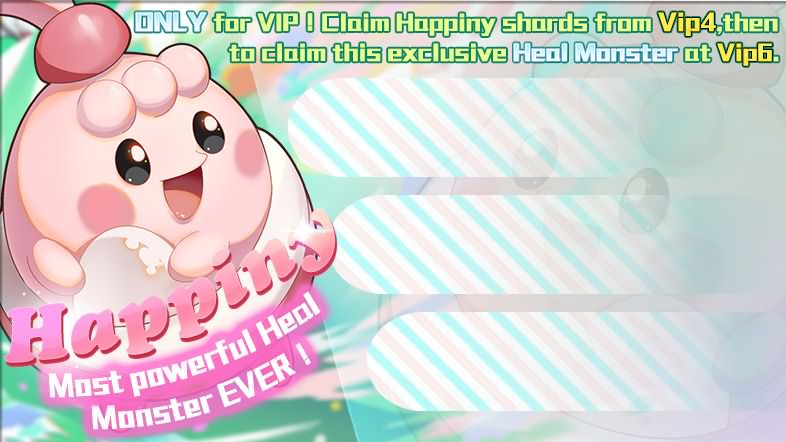 ONLY for VIP ! Claim Happiny shards from Vip4,then
to claim this exclusive Heal Monster at Vip6.
Happiny
Most powerful Heal
Monster EVER !